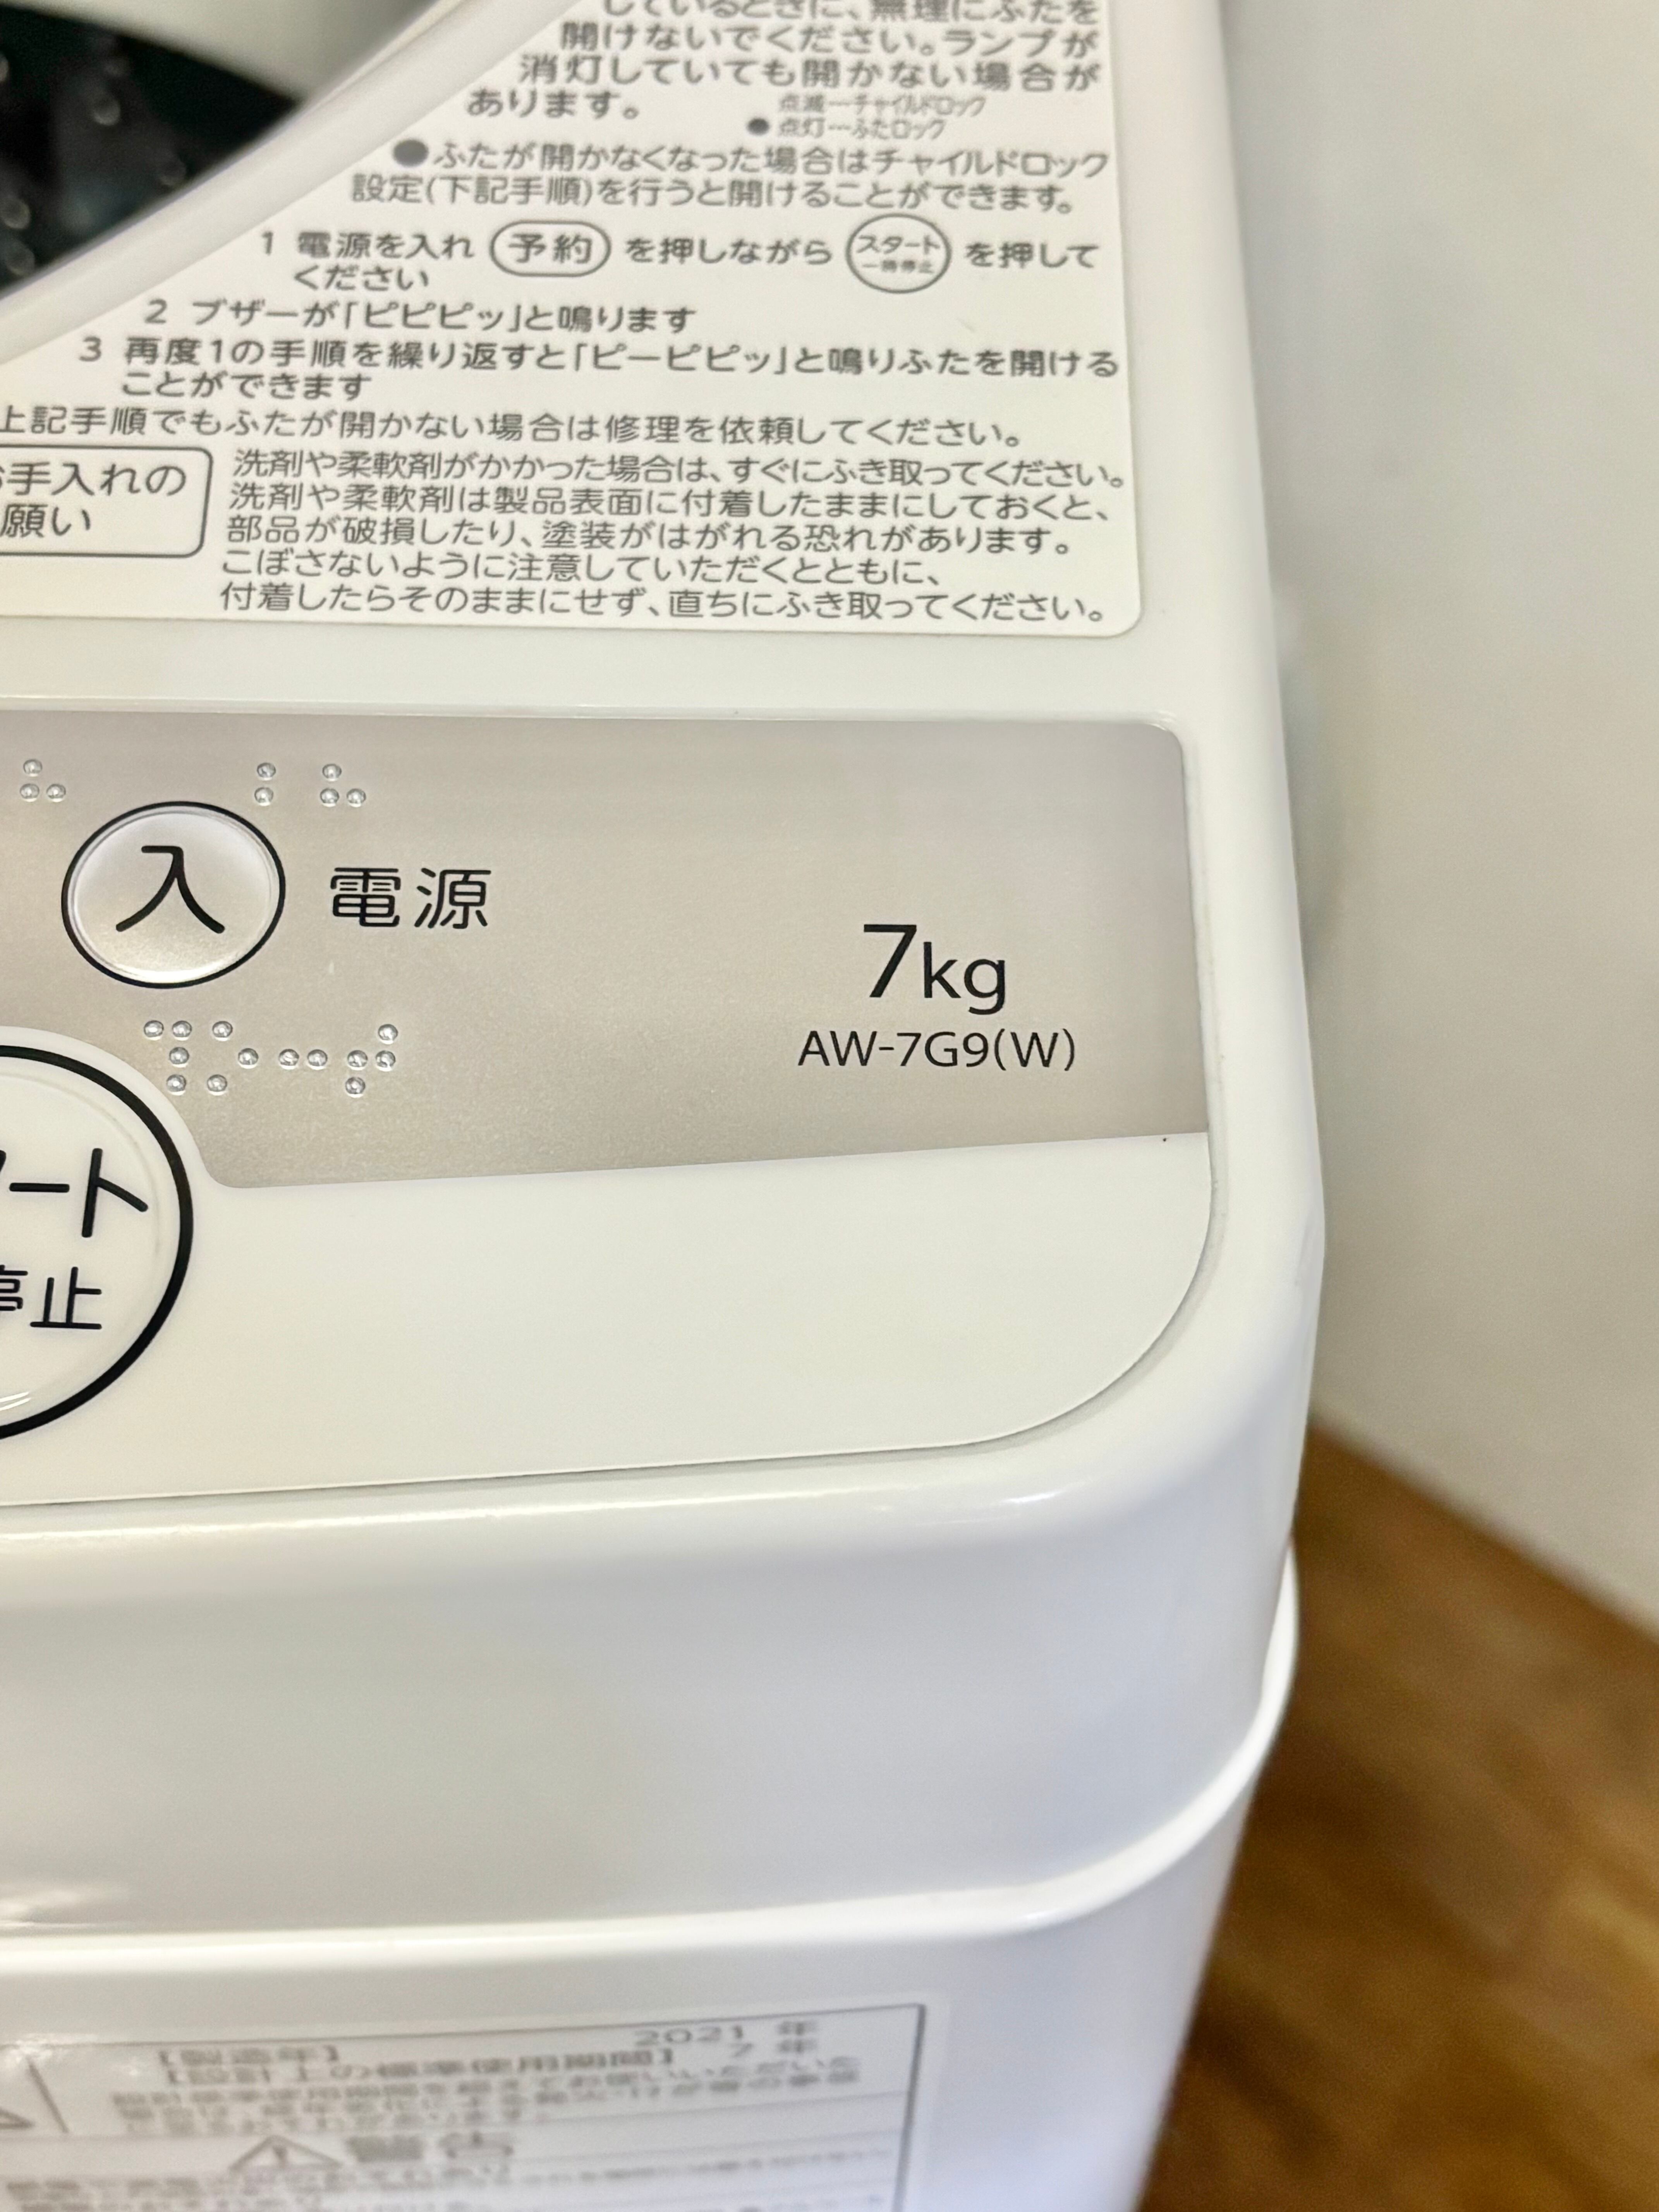 しているときに、無理にふたを
開けないでください。ランプが
消灯していても開かない場合が
あります。
点滅…チャイルドロック
● 点灯…ふたロック
●ふたが開かなくなった場合はチャイルドロック
設定(下記手順)を行うと開けることができます。
1 電源を入れ 予約 を押しながら スタート 一時停止 を押して
ください
2 ブザーが「ピピピッ」と鳴ります
3 再度1の手順を繰り返すと「ピーピピッ」と鳴りふたを開ける
ことができます
上記手順でもふたが開かない場合は修理を依頼してください。
お手入れの
願い
洗剤や柔軟剤がかかった場合は、すぐにふき取ってください。
洗剤や柔軟剤は製品表面に付着したままにしておくと、
部品が破損したり、塗装がはがれる恐れがあります。
こぼさないように注意していただくとともに、
付着したらそのままにせず、直ちにふき取ってください。
入 電源
7kg
AW-7G9(W)
ート
停止
【製造年】 2021 年
【設計上の標準使用期間】 7 年
設計標準使用期間を超えてお使いいただいた
警告